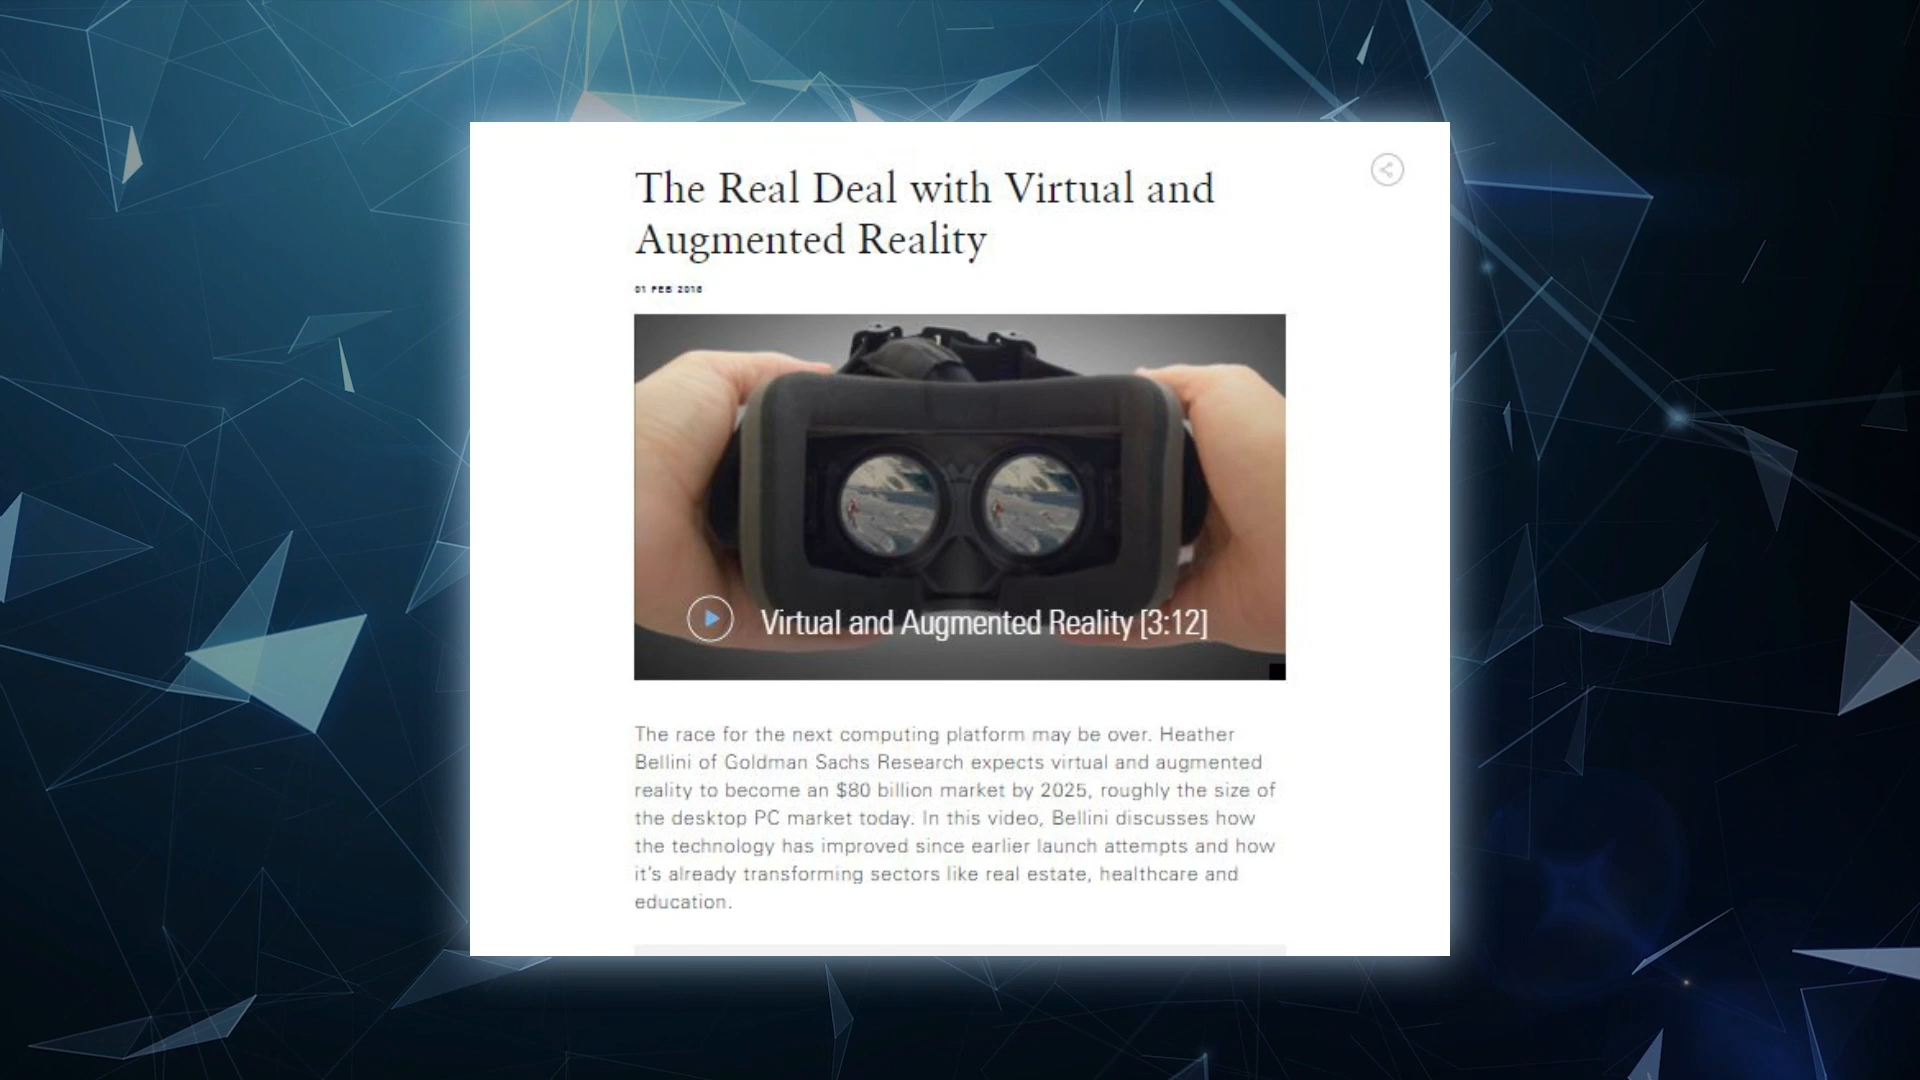 The Real Deal with Virtual and
Augmented Reality
01 FEB 2016
Virtual and Augmented Reality [3:12]
The race for the next computing platform may be over. Heather
Bellini of Goldman Sachs Research expects virtual and augmented
reality to become an $80 billion market by 2025, roughly the size of
the desktop PC market today. In this video, Bellini discusses how
the technology has improved since earlier launch attempts and how
it's already transforming sectors like real estate, healthcare and
education.